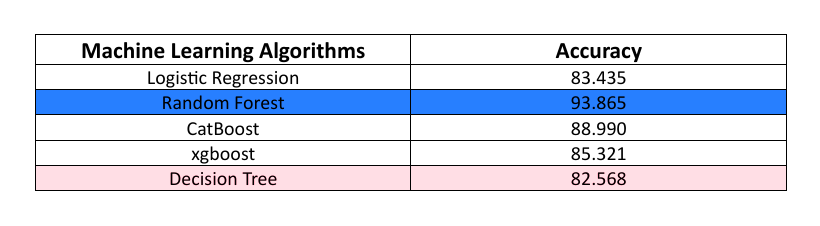 Machine Learning Algorithms Accuracy
Logistic Regression 83.435
Random Forest 93.865
CatBoost 88.990
xgboost 85.321
Decision Tree 82.568